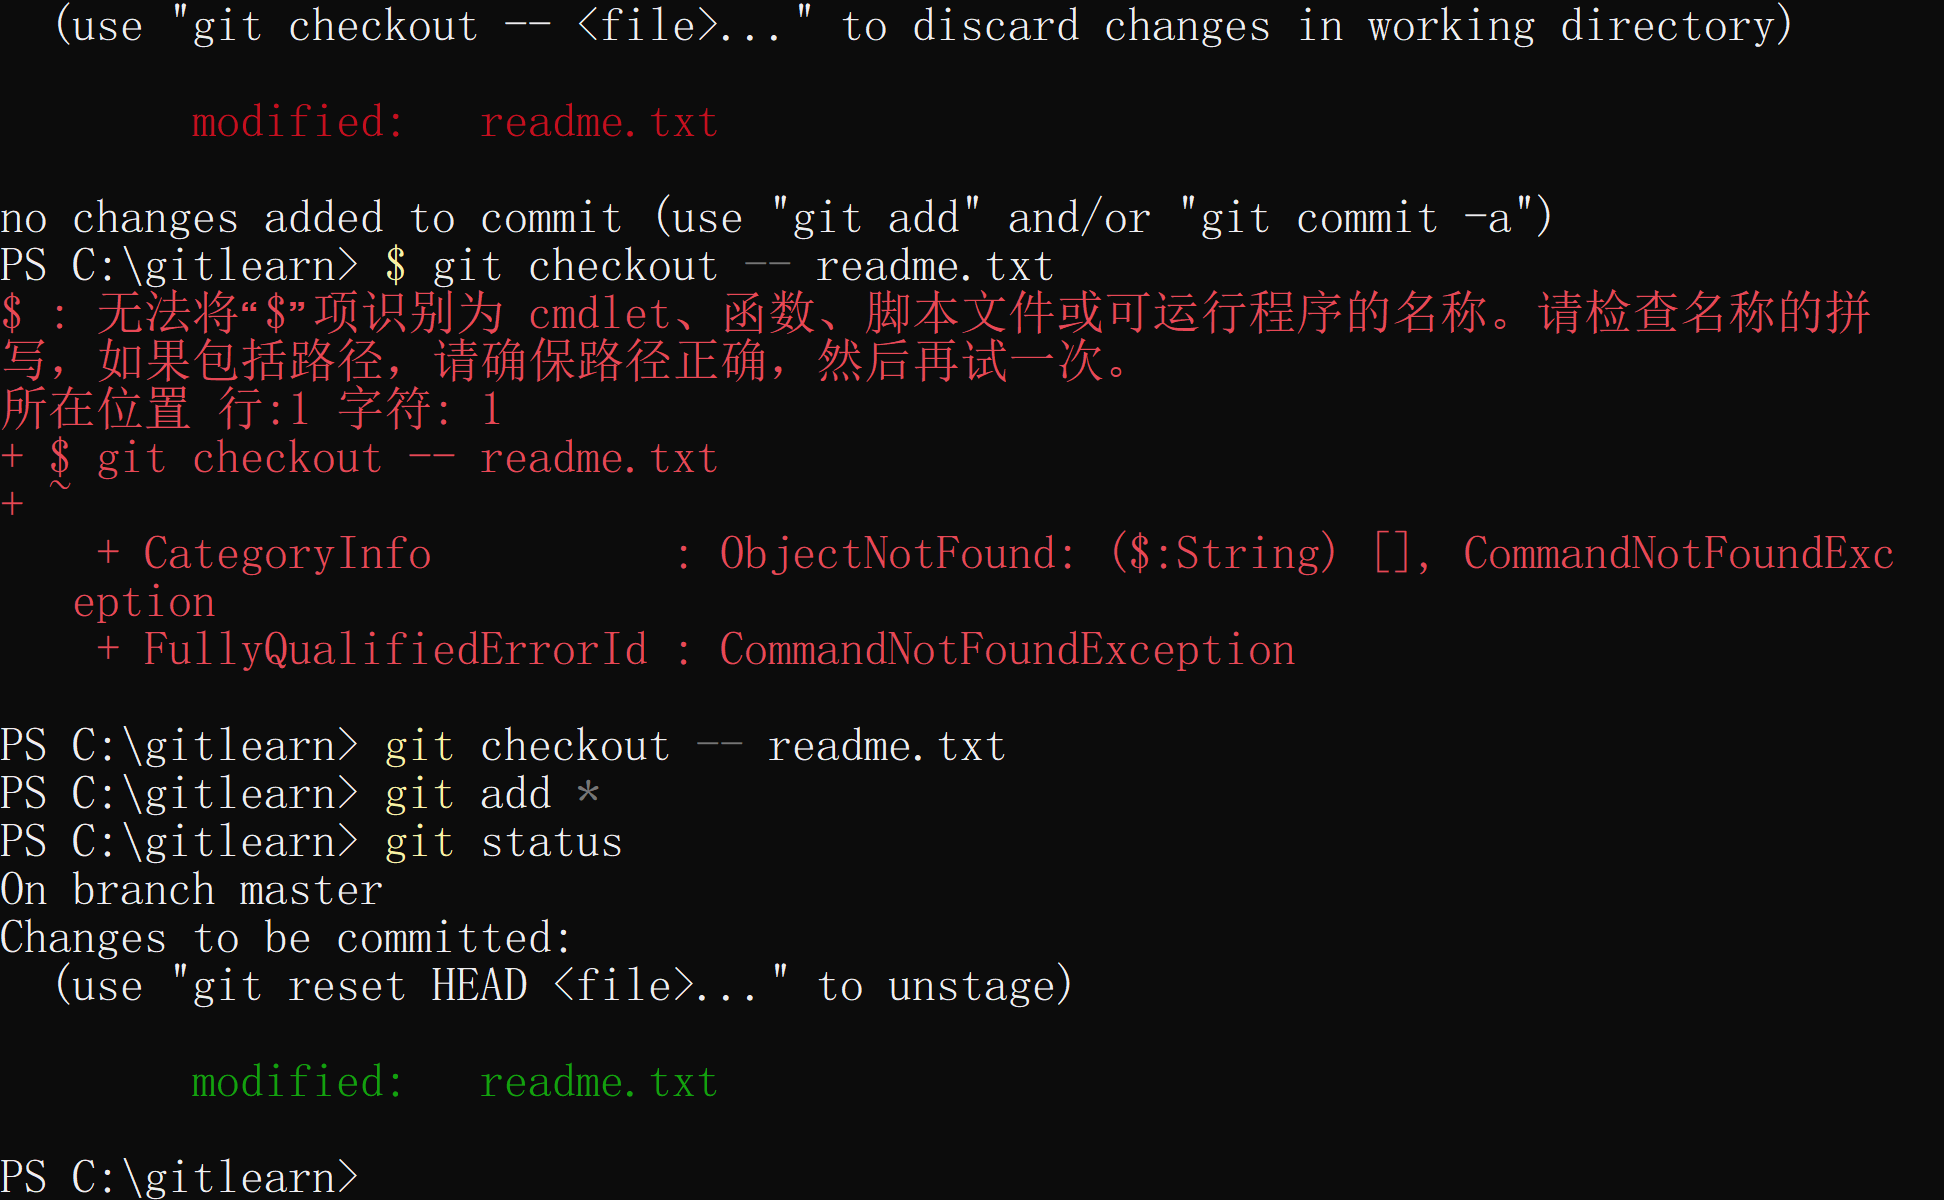 (use "git checkout -- <file>..." to discard changes in working directory)
modified:   readme.txt
no changes added to commit (use "git add" and/or "git commit -a")
PS C:\gitlearn> $ git checkout -- readme.txt
$ : 无法将“$”项识别为 cmdlet、函数、脚本文件或可运行程序的名称。请检查名称的拼
写，如果包括路径，请确保路径正确，然后再试一次。
所在位置 行:1 字符: 1
+ $ git checkout -- readme.txt
+ ~
+ CategoryInfo          : ObjectNotFound: ($:String) [], CommandNotFoundExc
eption
+ FullyQualifiedErrorId : CommandNotFoundException
PS C:\gitlearn> git checkout -- readme.txt
PS C:\gitlearn> git add *
PS C:\gitlearn> git status
On branch master
Changes to be committed:
(use "git reset HEAD <file>..." to unstage)
modified:   readme.txt
PS C:\gitlearn>